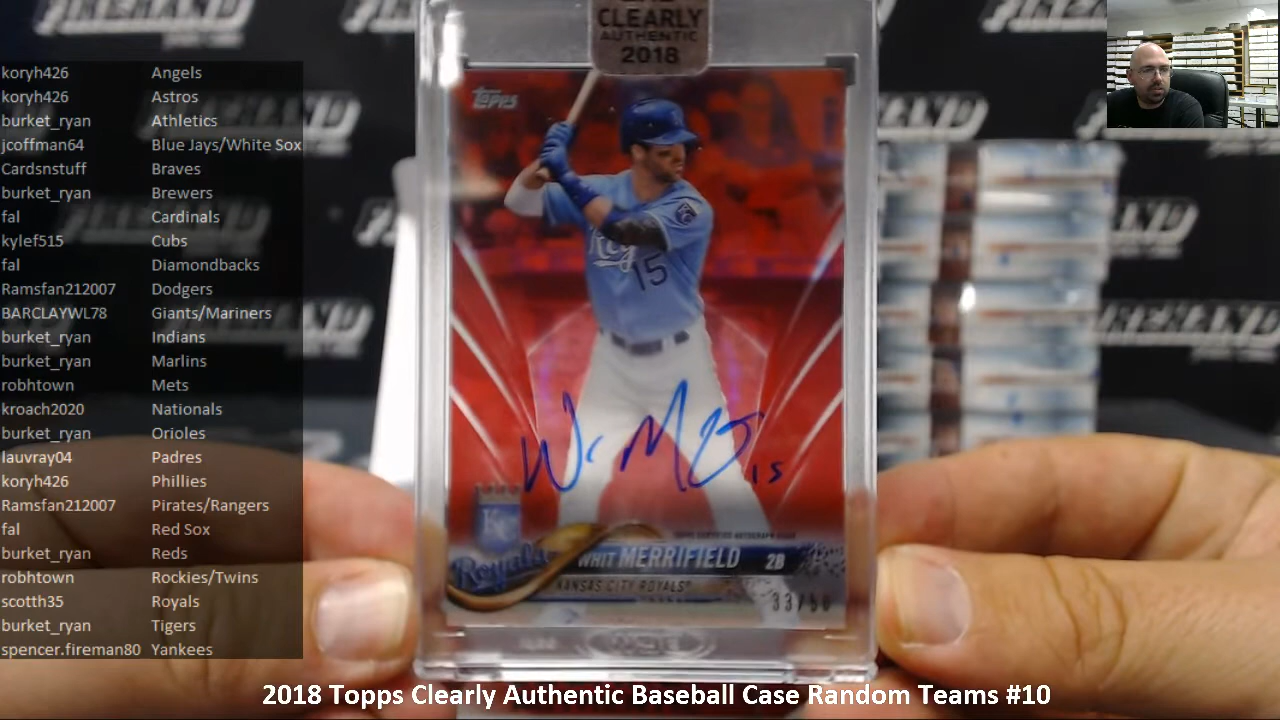 koryh426 Angels
koryh426 Astros
burket_ryan Athletics
jcoffman64 Blue Jays/White Sox
Cardsnstuff Braves
burket_ryan Brewers
fal Cardinals
kylef515 Cubs
fal Diamondbacks
Ramsfan212007 Dodgers
BARCLAYWL78 Giants/Mariners
burket_ryan Indians
burket_ryan Marlins
robhtown Mets
kroach2020 Nationals
burket_ryan Orioles
lauvray04 Padres
koryh426 Phillies
Ramsfan212007 Pirates/Rangers
fal Red Sox
burket_ryan Reds
robhtown Rockies/Twins
scotth35 Royals
burket_ryan Tigers
spencer.fireman80 Yankees
CLEARLY
AUTHENTIC
2018
Topps
15
15
KC
Royals
WHIT MERRIFIELD 2B
KANSAS CITY ROYALS
33/50
2018 Topps Clearly Authentic Baseball Case Random Teams #10